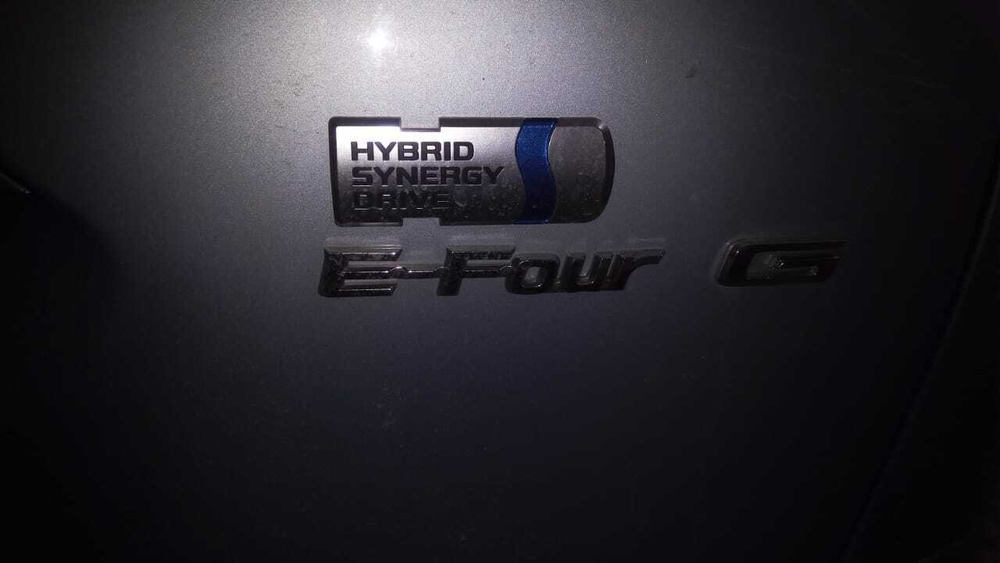 HYBRID
SYNERGY
DRIVE
E-Four G